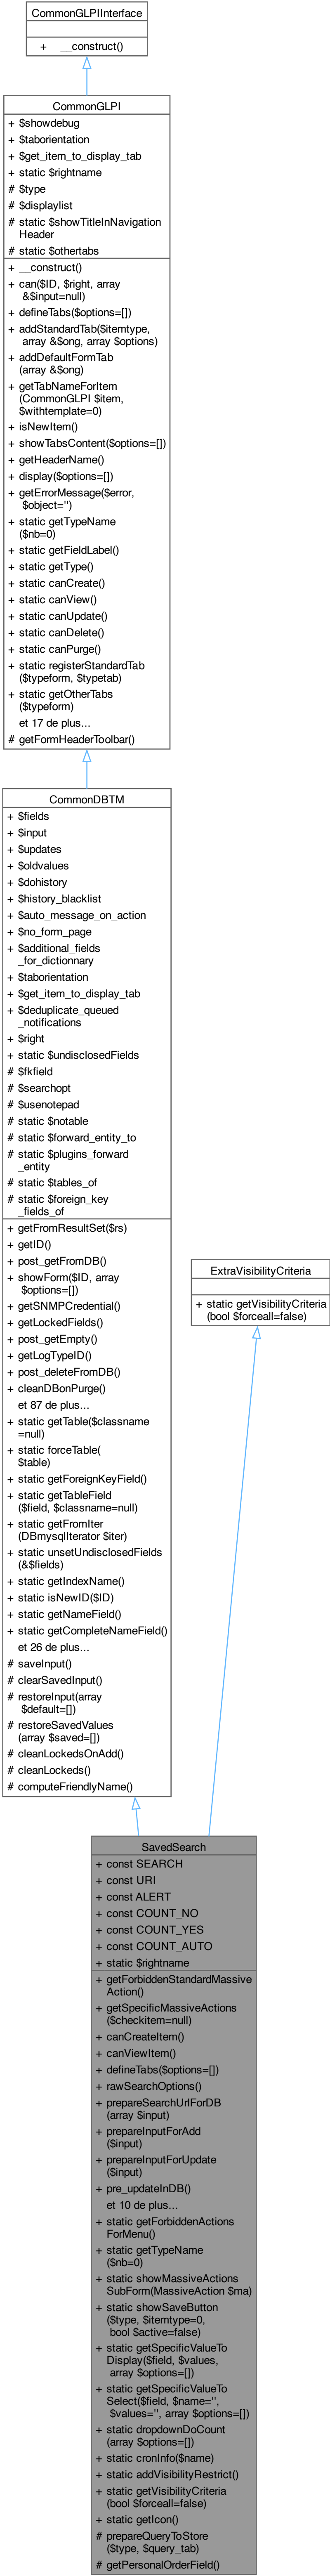 CommonGLPIInterface
+ __construct()
CommonGLPI
+ $showdebug
+ $taborientation
+ $get_item_to_display_tab
+ static $rightname
# $type
# $displaylist
# static $showTitleInNavigation
Header
# static $othertabs
+ __construct()
+ can($ID, $right, array
&$input=null)
+ defineTabs($options=[])
+ addStandardTab($itemtype,
array &$ong, array $options)
+ addDefaultFormTab
(array &$ong)
+ getTabNameForItem
(CommonGLPI $item,
$withtemplate=0)
+ isNewItem()
+ showTabsContent($options=[])
+ getHeaderName()
+ display($options=[])
+ getErrorMessage($error,
$object='')
+ static getTypeName
($nb=0)
+ static getFieldLabel()
+ static getType()
+ static canCreate()
+ static canView()
+ static canUpdate()
+ static canDelete()
+ static canPurge()
+ static registerStandardTab
($typeform, $typetab)
+ static getOtherTabs
($typeform)
et 17 de plus...
# getFormHeaderToolbar()
CommonDBTM
+ $fields
+ $input
+ $updates
+ $oldvalues
+ $dohistory
+ $history_blacklist
+ $auto_message_on_action
+ $no_form_page
+ $additional_fields
_for_dictionnary
+ $taborientation
+ $get_item_to_display_tab
+ $deduplicate_queued
_notifications
+ $right
+ static $undisclosedFields
# $fkfield
# $searchopt
# $usenotepad
# static $notable
# static $forward_entity_to
# static $plugins_forward
_entity
# static $tables_of
# static $foreign_key
_fields_of
+ getFromResultSet($rs)
+ getID()
+ post_getFromDB()
+ showForm($ID, array
$options=[])
+ getSNMPCredential()
+ getLockedFields()
+ post_getEmpty()
+ getLogTypeID()
+ post_deleteFromDB()
+ cleanDBonPurge()
et 87 de plus...
+ static getTable($classname
=null)
+ static forceTable(
$table)
+ static getForeignKeyField()
+ static getTableField
($field, $classname=null)
+ static getFromIter
(DBmysqlIterator $iter)
+ static unsetUndisclosedFields
(&$fields)
+ static getIndexName()
+ static isNewID($ID)
+ static getNameField()
+ static getCompleteNameField()
et 26 de plus...
# saveInput()
# clearSavedInput()
# restoreInput(array
$default=[])
# restoreSavedValues
(array $saved=[])
# cleanLockedsOnAdd()
# cleanLockeds()
# computeFriendlyName()
ExtraVisibilityCriteria
+ static getVisibilityCriteria
(bool $forceall=false)
SavedSearch
+ const SEARCH
+ const URI
+ const ALERT
+ const COUNT_NO
+ const COUNT_YES
+ const COUNT_AUTO
+ static $rightname
+ getForbiddenStandardMassive
Action()
+ getSpecificMassiveActions
($checkitem=null)
+ canCreateItem()
+ canViewItem()
+ defineTabs($options=[])
+ rawSearchOptions()
+ prepareSearchUrlForDB
(array $input)
+ prepareInputForAdd
($input)
+ prepareInputForUpdate
($input)
+ pre_updateInDB()
et 10 de plus...
+ static getForbiddenActions
ForMenu()
+ static getTypeName
($nb=0)
+ static showMassiveActions
SubForm(MassiveAction $ma)
+ static showSaveButton
($type, $itemtype=0,
bool $active=false)
+ static getSpecificValueTo
Display($field, $values,
array $options=[])
+ static getSpecificValueTo
Select($field, $name='',
$values='', array $options=[])
+ static dropdownDoCount
(array $options=[])
+ static cronInfo($name)
+ static addVisibilityRestrict()
+ static getVisibilityCriteria
(bool $forceall=false)
+ static getIcon()
# prepareQueryToStore
($type, $query_tab)
# getPersonalOrderField()